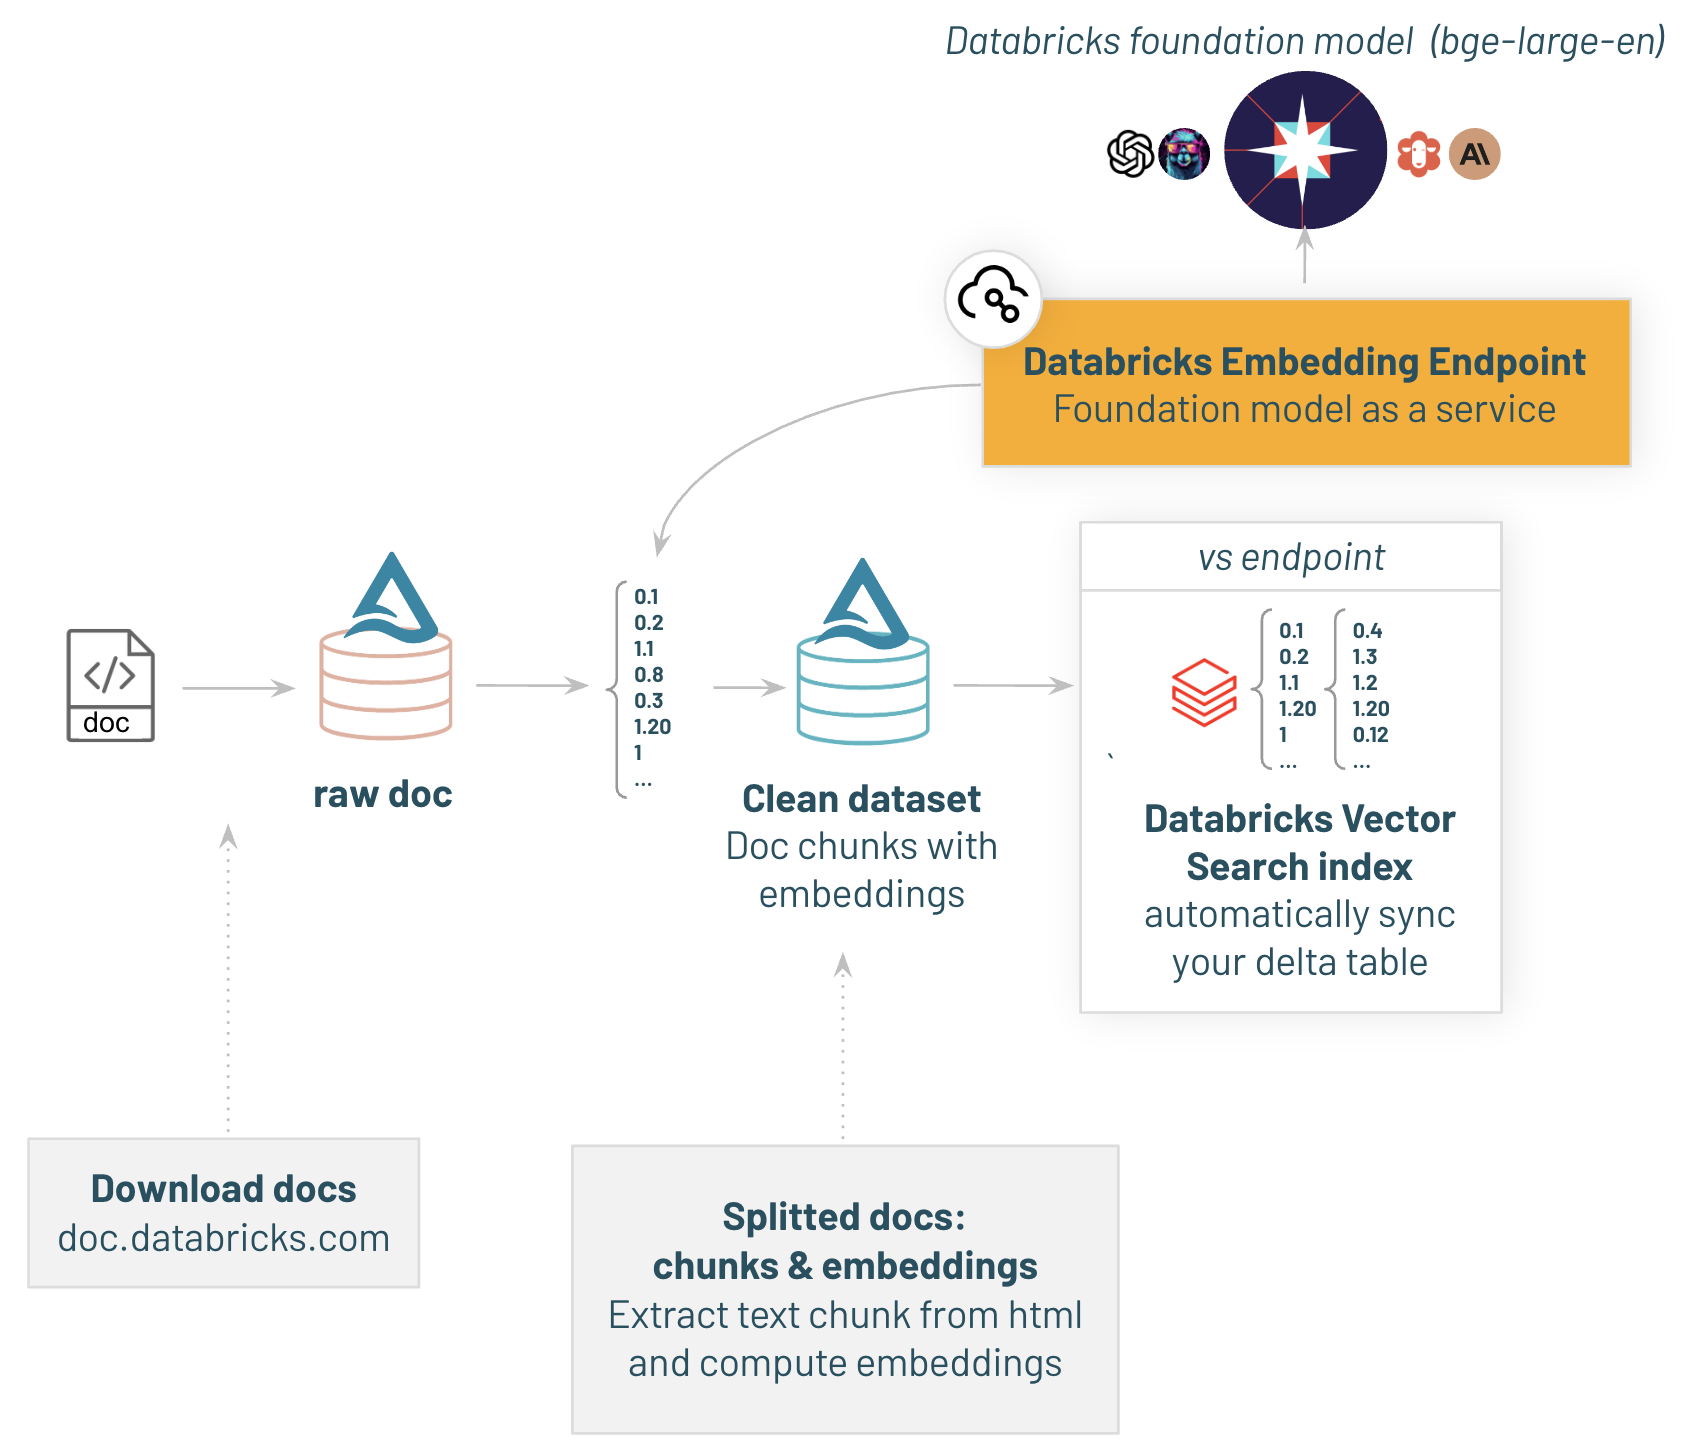 Databricks foundation model (bge-large-en)
Databricks Embedding Endpoint
Foundation model as a service
doc
raw doc
0.1
0.2
1.1
0.8
0.3
1.20
1
...
Clean dataset
Doc chunks with
embeddings
vs endpoint
0.1
0.2
1.1
1.20
1
...
0.4
1.3
1.2
1.20
0.12
...
`
Databricks Vector
Search index
automatically sync
your delta table
Download docs
doc.databricks.com
Splitted docs:
chunks & embeddings
Extract text chunk from html
and compute embeddings